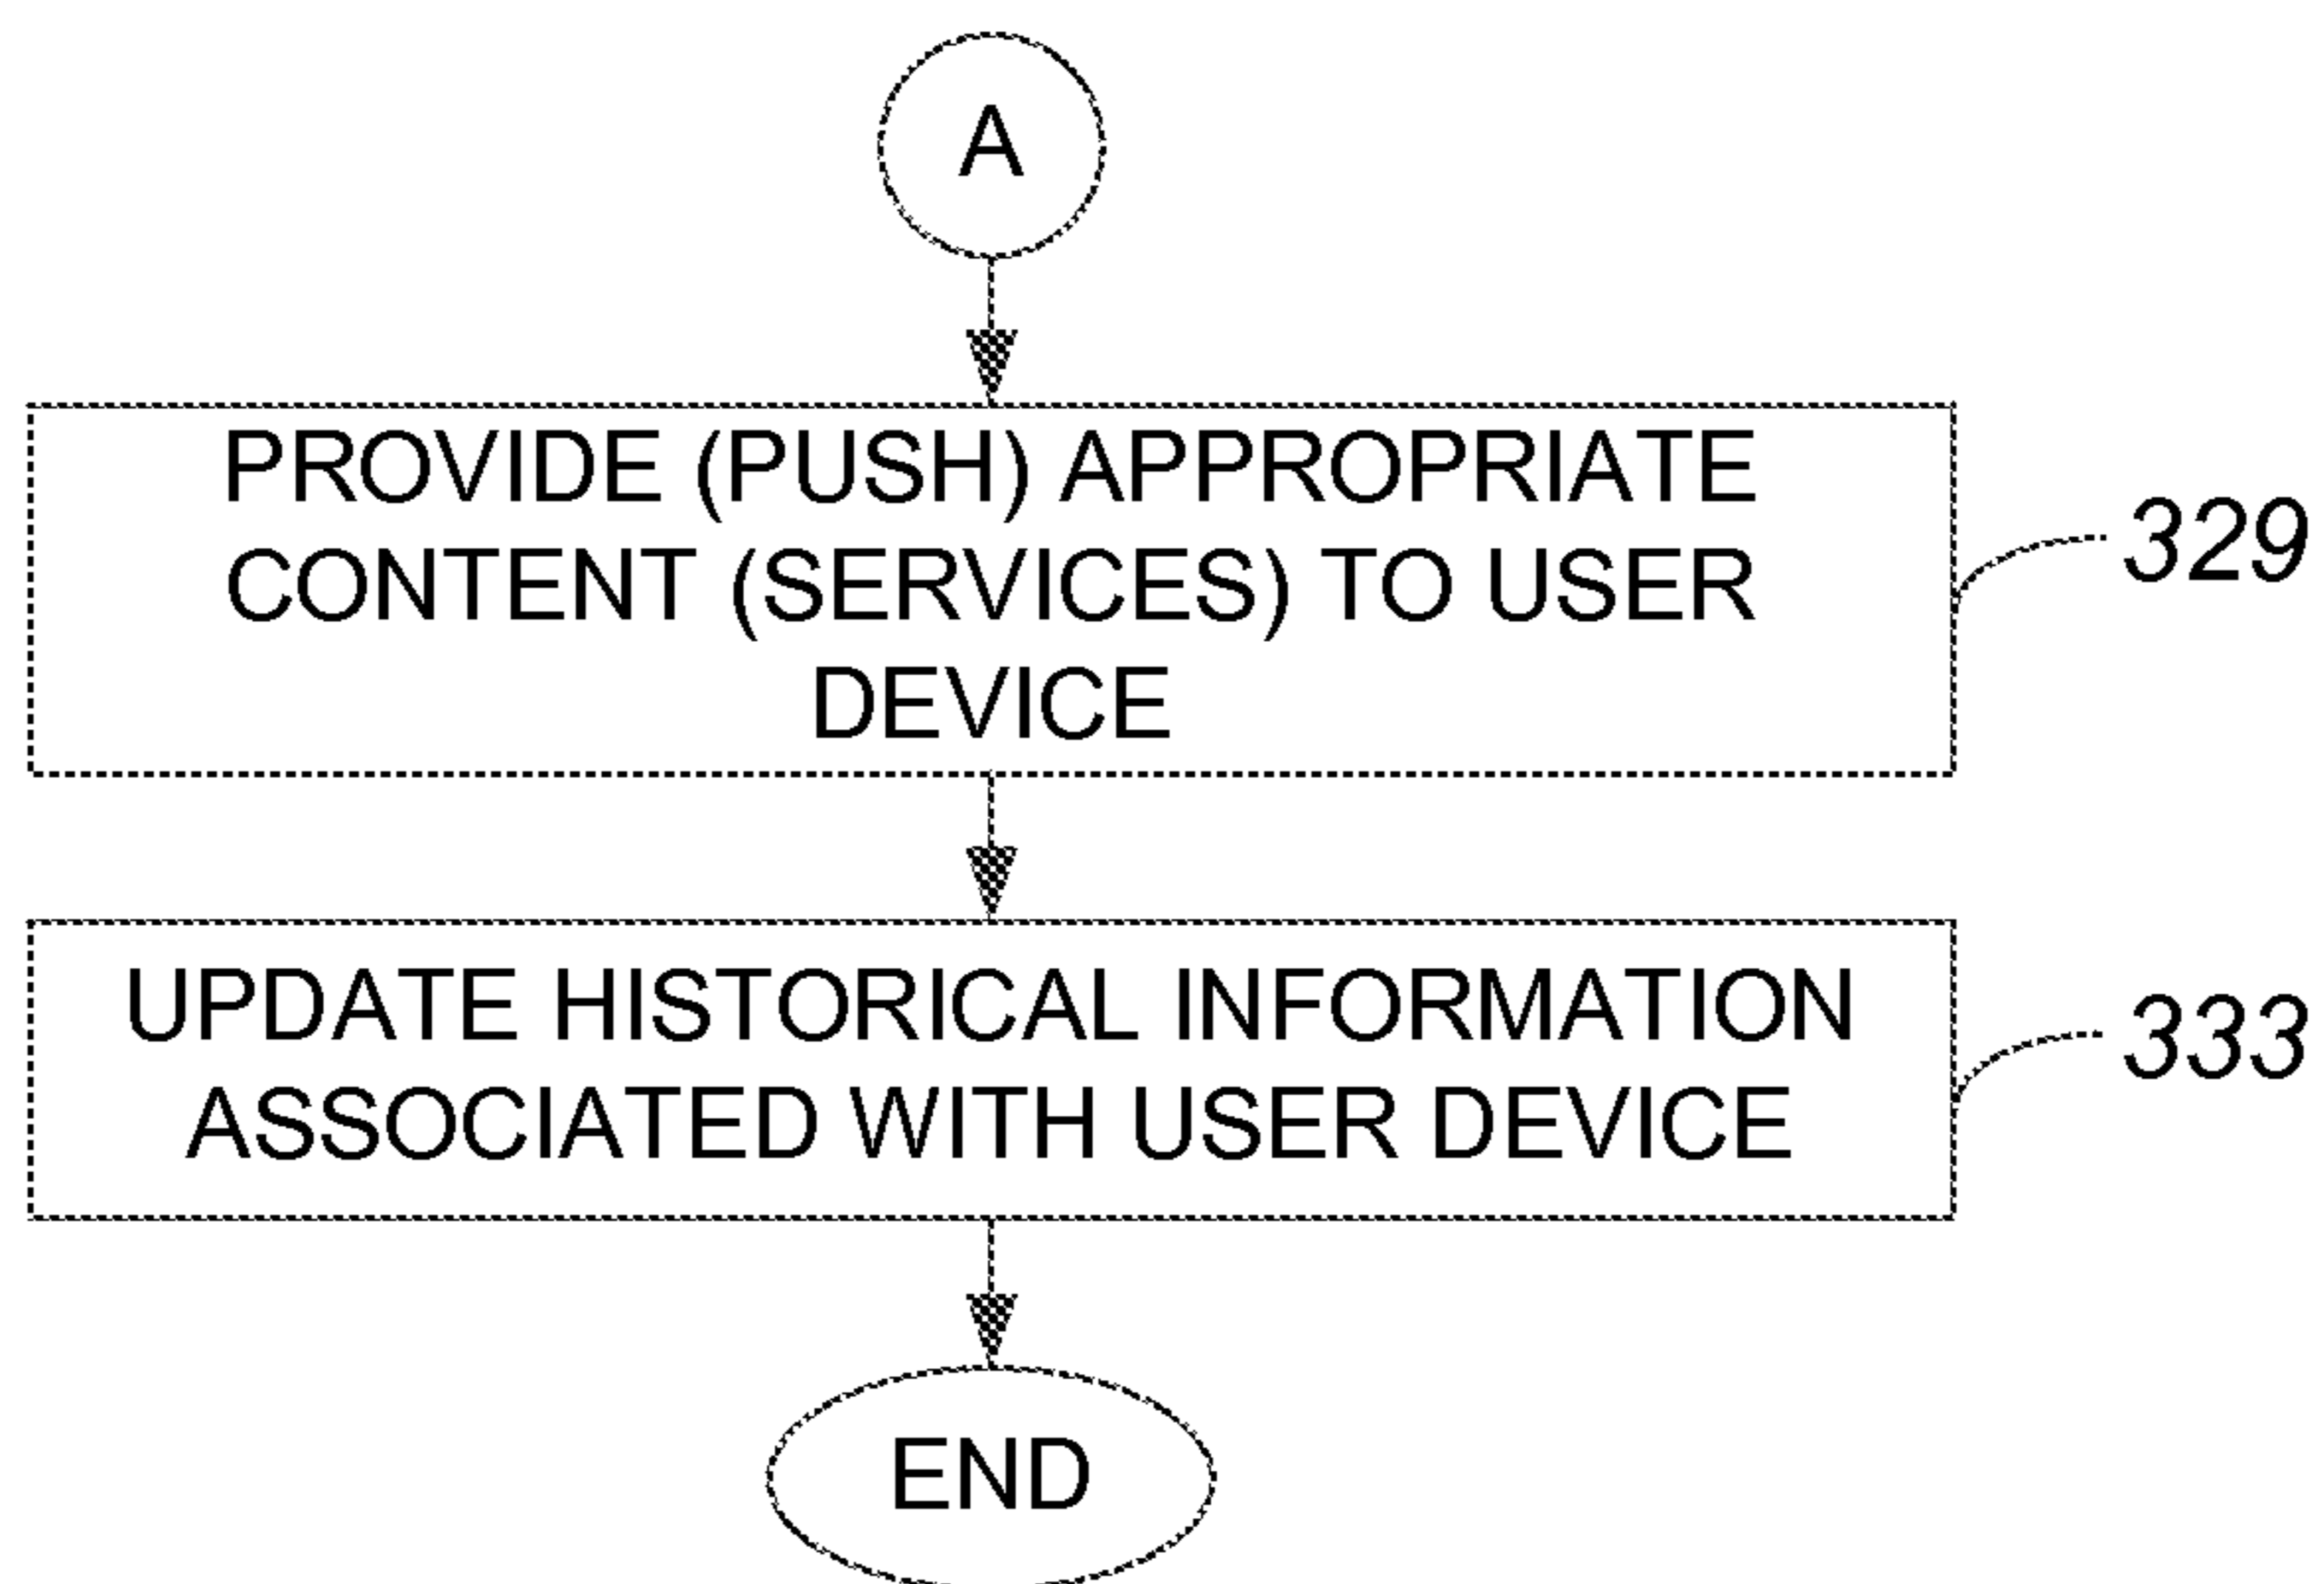 A
PROVIDE (PUSH) APPROPRIATE
CONTENT (SERVICES) TO USER
DEVICE
329
UPDATE HISTORICAL INFORMATION
ASSOCIATED WITH USER DEVICE
333
END